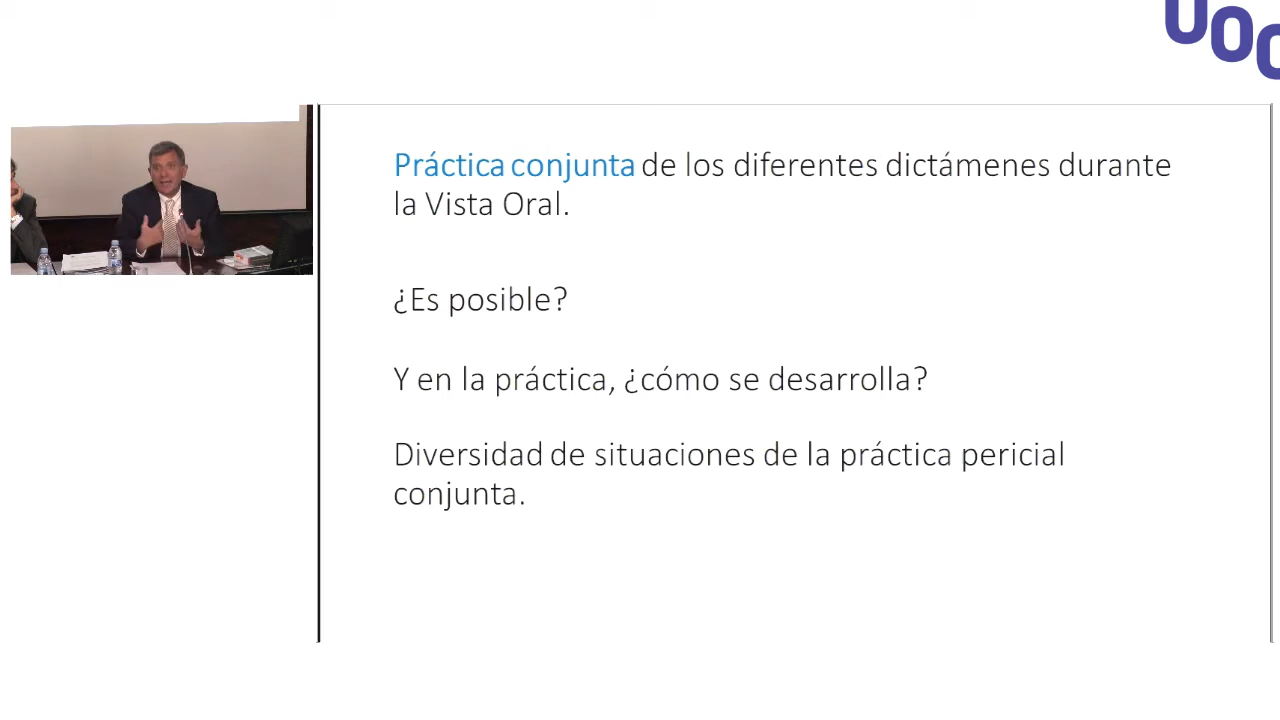 UOC
Práctica conjunta de los diferentes dictámenes durante
la Vista Oral.
¿Es posible?
Y en la práctica, ¿cómo se desarrolla?
Diversidad de situaciones de la práctica pericial
conjunta.